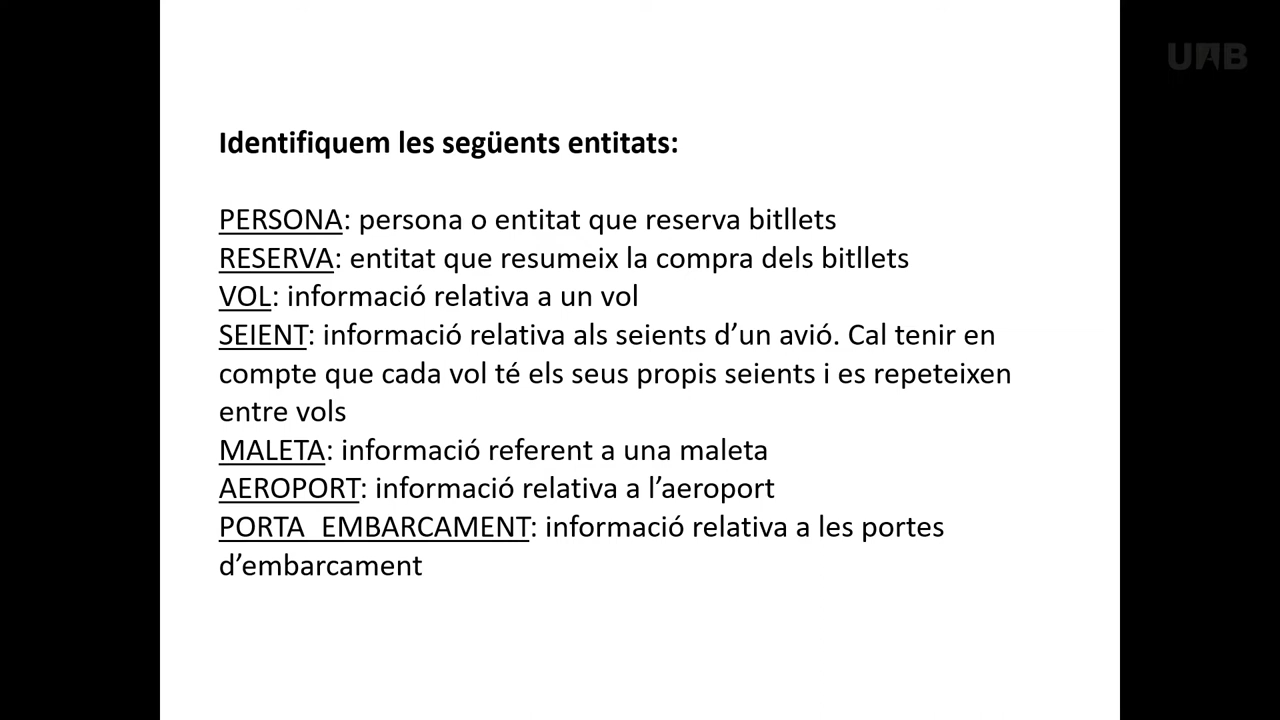 UAB
Identifiquem les següents entitats:
PERSONA: persona o entitat que reserva bitllets
RESERVA: entitat que resumeix la compra dels bitllets
VOL: informació relativa a un vol
SEIENT: informació relativa als seients d’un avió. Cal tenir en
compte que cada vol té els seus propis seients i es repeteixen
entre vols
MALETA: informació referent a una maleta
AEROPORT: informació relativa a l’aeroport
PORTA_EMBARCAMENT: informació relativa a les portes
d’embarcament